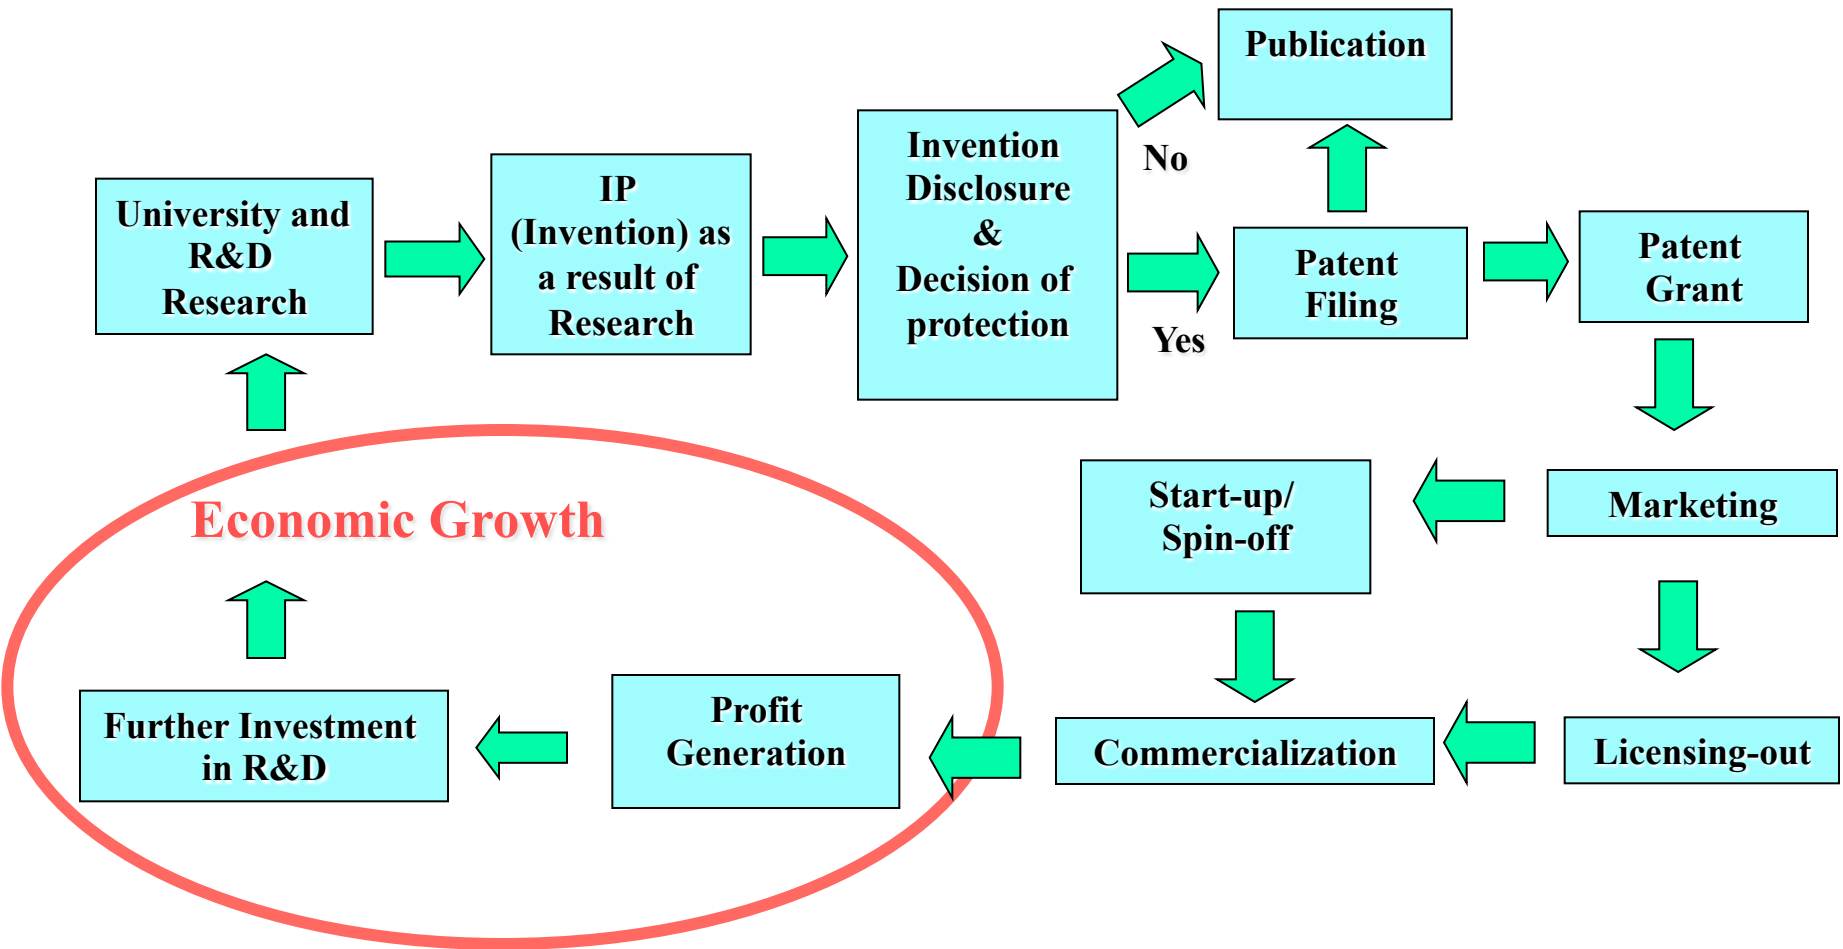 Publication
No
University and
R&D
Research
IP
(Invention) as
a result of
Research
Invention
Disclosure
&
Decision of
protection
Yes
Patent
Filing
Patent
Grant
Marketing
Start-up/
Spin-off
Licensing-out
Commercialization
Economic Growth
Profit
Generation
Further Investment
in R&D